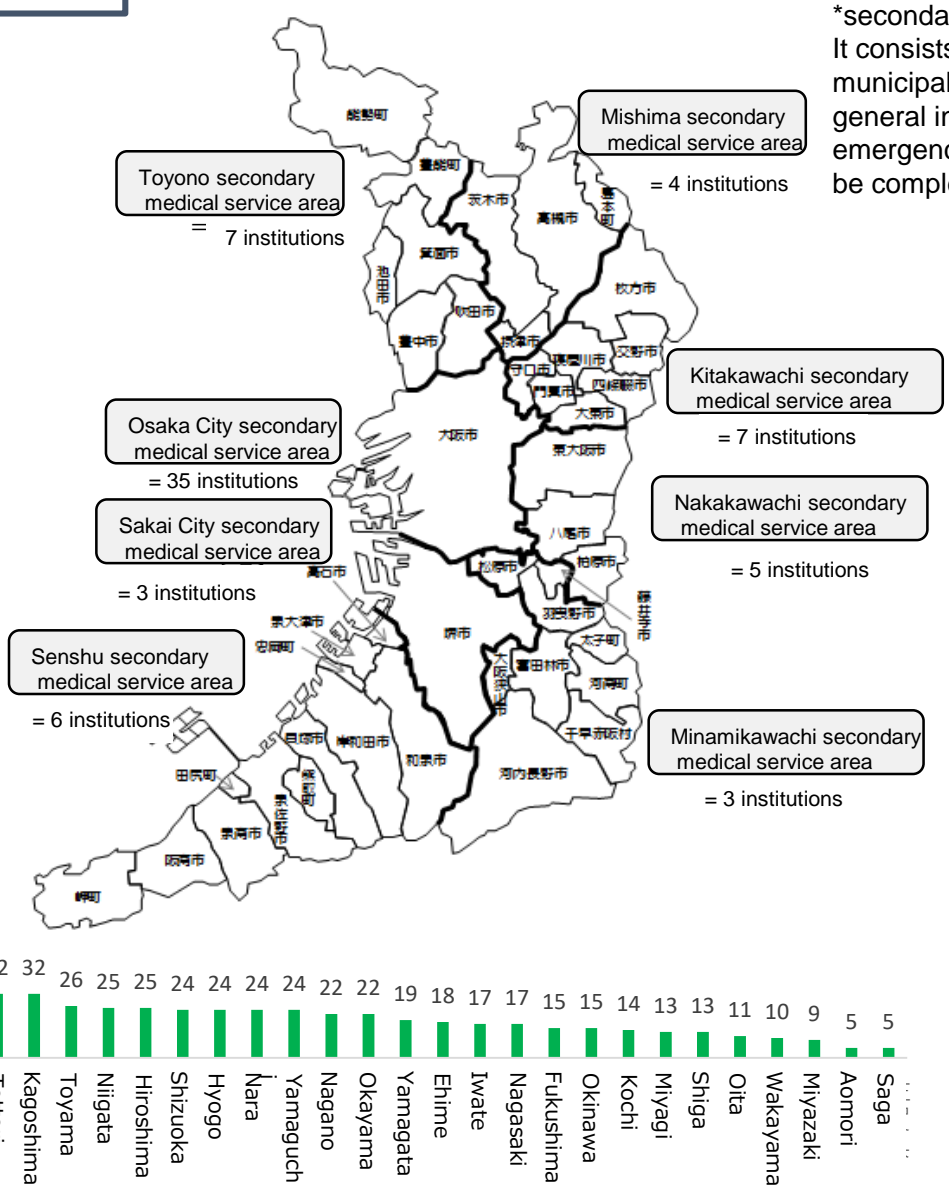 *seconda
It consists
municipal
general in
emergenc
be comple
Mishima secondary
medical service area
= 4 institutions
Toyono secondary
medical service area
=
7 institutions
Kitakawachi secondary
medical service area
= 7 institutions
Osaka City secondary
medical service area
= 35 institutions
Nakakawachi secondary
medical service area
= 5 institutions
Sakai City secondary
medical service area
= 3 institutions
Senshu secondary
medical service area
= 6 institutions
Minamikawachi secondary
medical service area
= 3 institutions
能勢町
豊能町
茨木市
高槻市
島本町
箕面市
池田市
枚方市
吹田市
豊中市
摂津市
寝屋川市
交野市
守口市
門真市
四條畷市
大東市
大阪市
東大阪市
八尾市
柏原市
松原市
高石市
羽曳野市
藤井寺市
泉大津市
太子町
忠岡町
堺市
大阪狭山市
富田林市
河南町
千早赤阪村
貝塚市
岸和田市
和泉市
河内長野市
田尻町
熊取町
泉佐野市
泉南市
阪南市
岬町
2 32 26 25 25 24 24 24 24 22 22 19 18 17 17 15 15 14 13 13 11 10 9 5 5
Kagoshima
Toyama
Niigata
Hiroshima
Shizuoka
Hyogo
Nara
Yamaguchi
Nagano
Okayama
Yamagata
Ehime
Iwate
Nagasaki
Fukushima
Okinawa
Kochi
Miyagi
Shiga
Oita
Wakayama
Miyazaki
Aomori
Saga